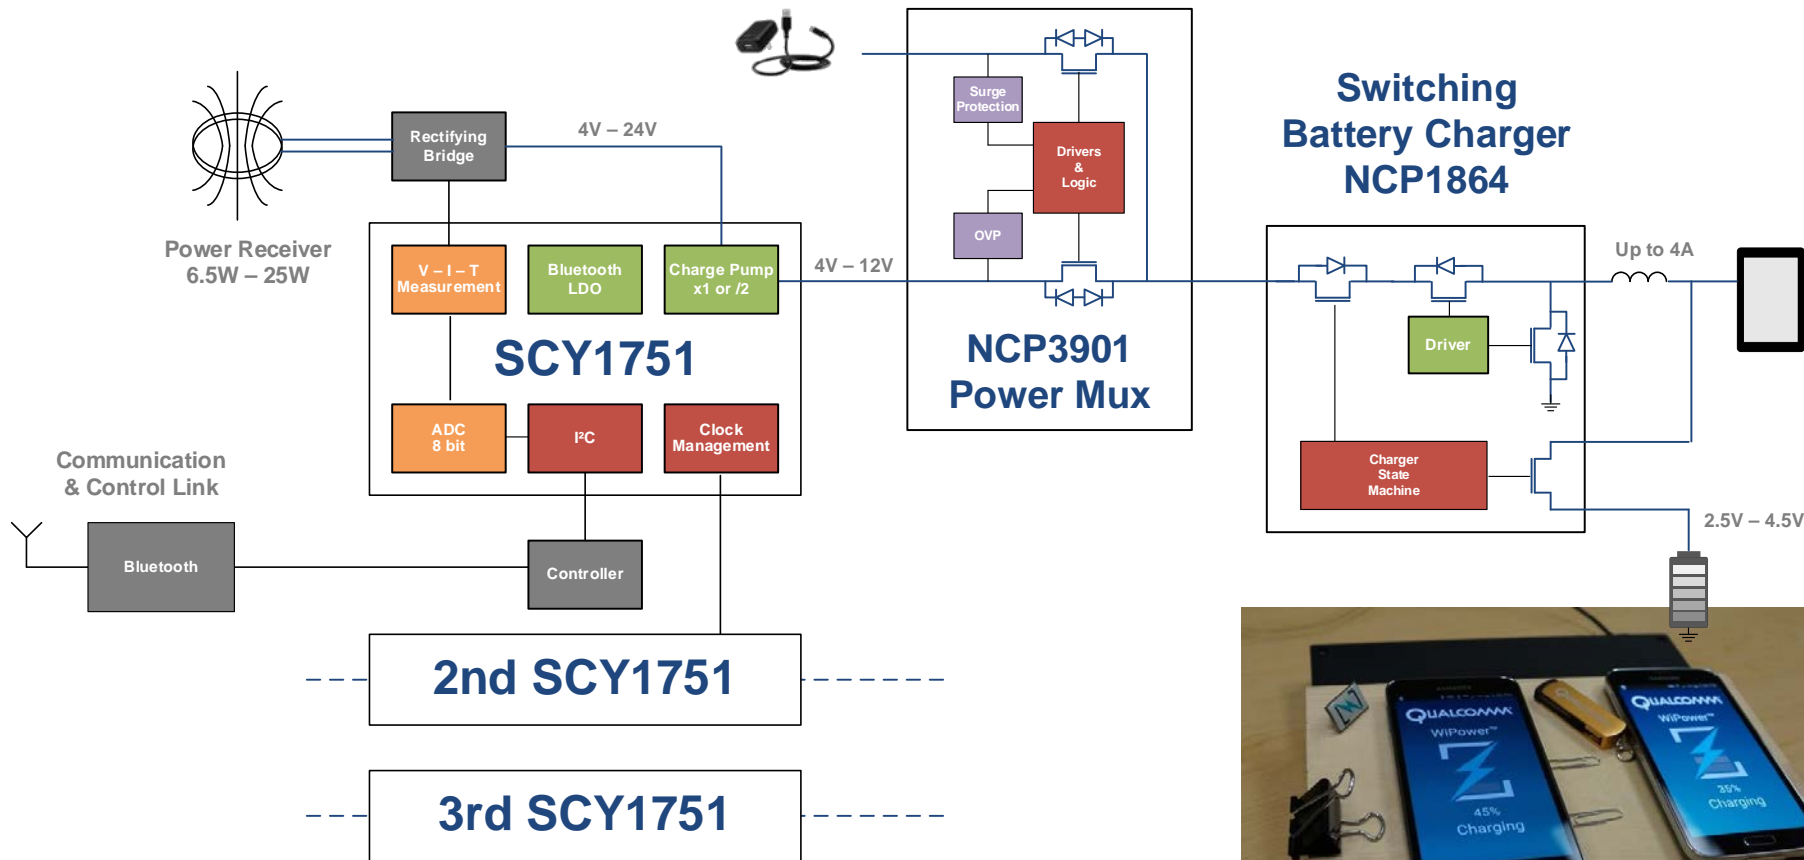 Switching
Battery Charger
NCP1864
Surge
Protection
Drivers
&
Logic
OVP
NCP3901
Power Mux
Rectifying
Bridge
4V – 24V
Power Receiver
6.5W – 25W
V – I – T
Measurement
Bluetooth
LDO
Charge Pump
x1 or /2
4V – 12V
SCY1751
ADC
8 bit
I²C
Clock
Management
Up to 4A
Driver
Charger
State
Machine
2.5V – 4.5V
Communication
& Control Link
Bluetooth
Controller
2nd SCY1751
3rd SCY1751
SAMSUNG
QUALCOMM
WiPower™
45%
Charging
QUALCOMM
WiPower™
35%
Charging